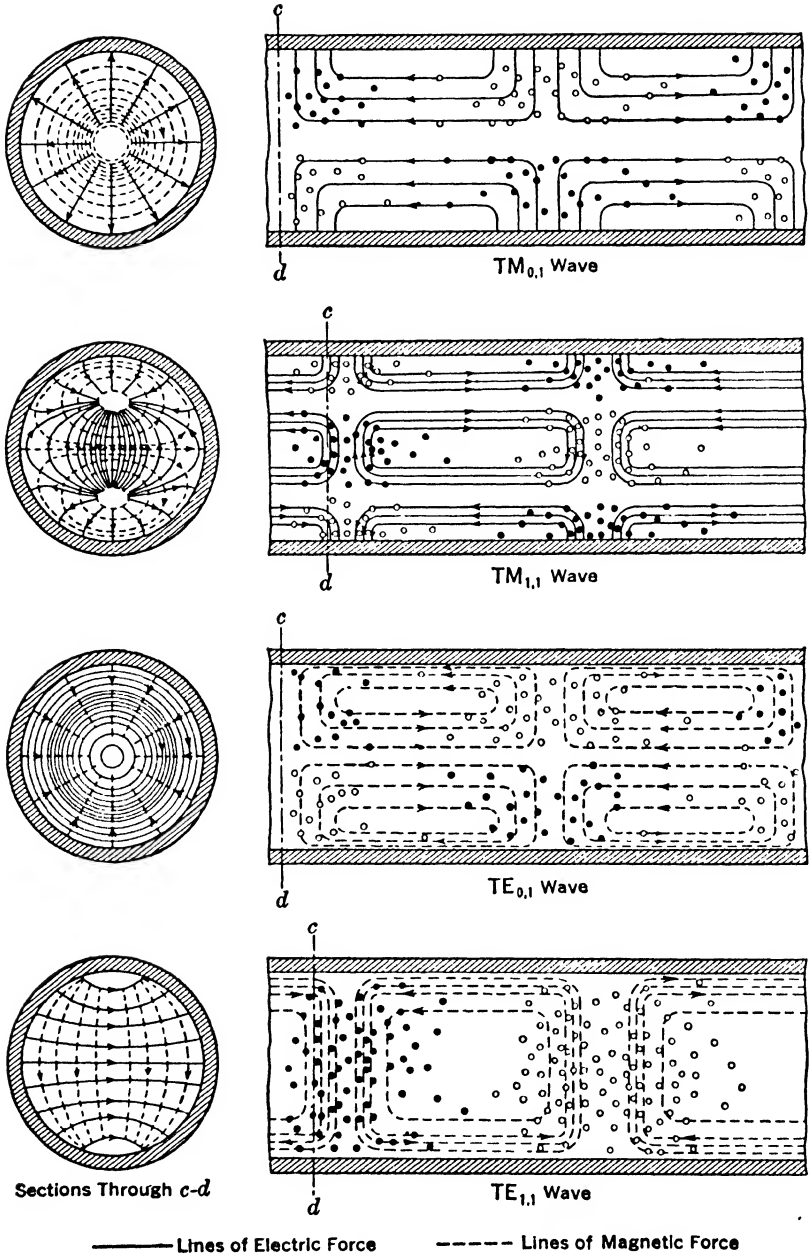 c
d
TM0,1 Wave
c
d
TM1,1 Wave
c
d
TE0,1 Wave
c
d
Sections Through c-d
TE1,1 Wave
Lines of Electric Force
Lines of Magnetic Force